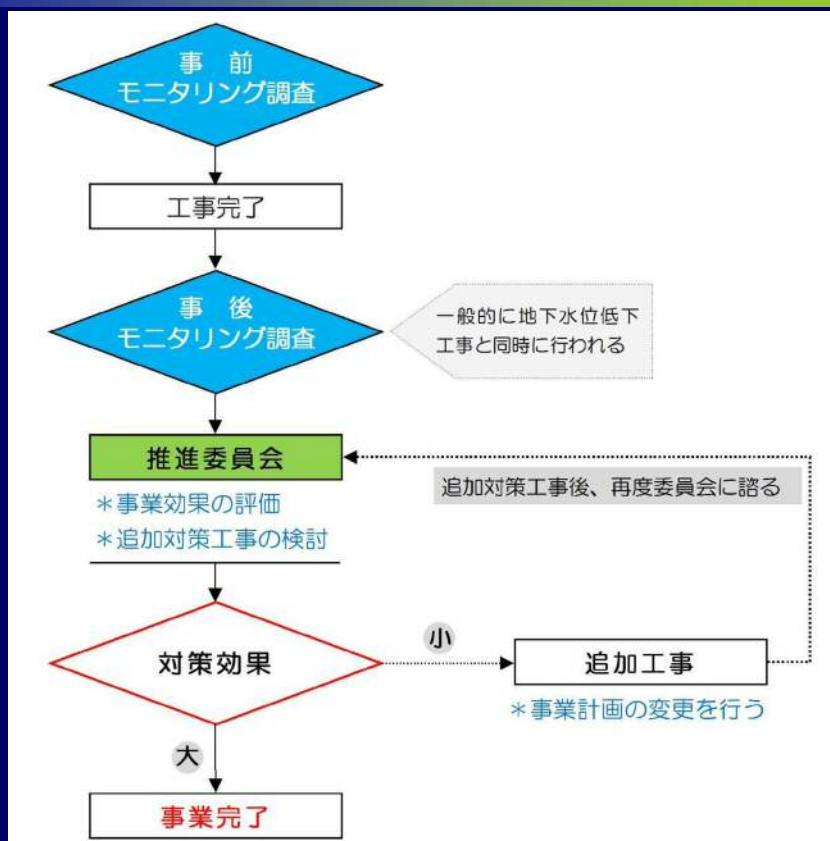 事 前
モニタリング調査
工事完了
事 後
モニタリング調査
一般的に地下水位低下
工事と同時に行われる
推進委員会
追加対策工事後、再度委員会に諮る
＊事業効果の評価
＊追加対策工事の検討
対策効果
小
追加工事
＊事業計画の変更を行う
大
事業完了